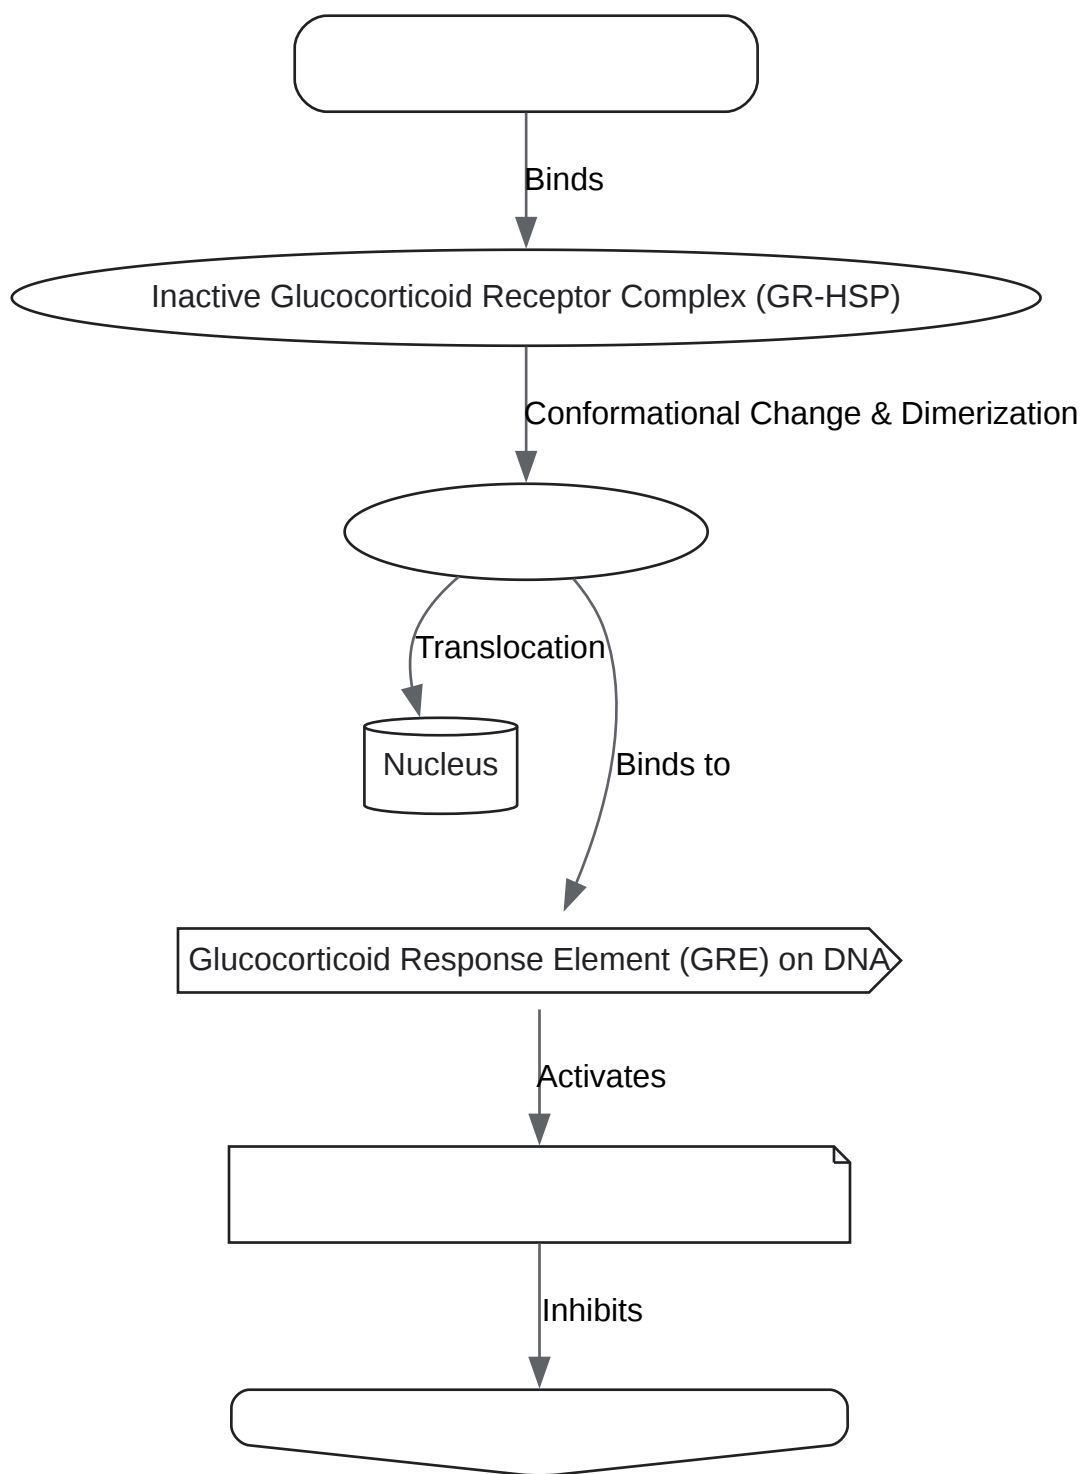 Binds
Inactive Glucocorticoid Receptor Complex (GR-HSP)
Conformational Change & Dimerization
Translocation
Nucleus
Binds to
Glucocorticoid Response Element (GRE) on DNA
Activates
Inhibits